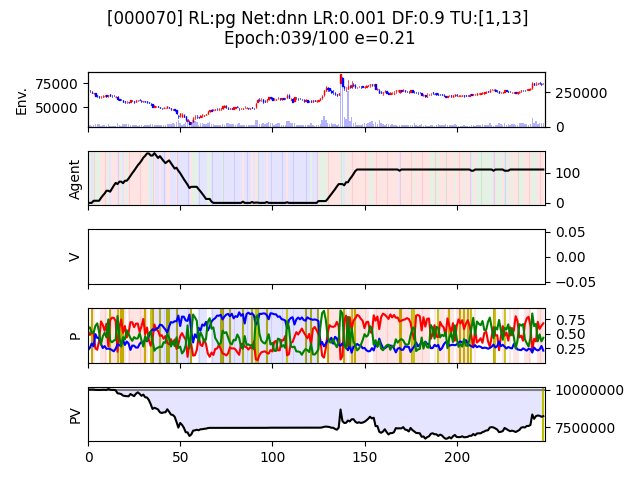 [000070] RL:pg Net:dnn LR:0.001 DF:0.9 TU:[1,13]
Epoch:039/100 e=0.21
Env.
75000
50000
250000
0
Agent
100
0
V
0.05
0.00
−0.05
P
0.75
0.50
0.25
PV
10000000
7500000
0 50 100 150 200